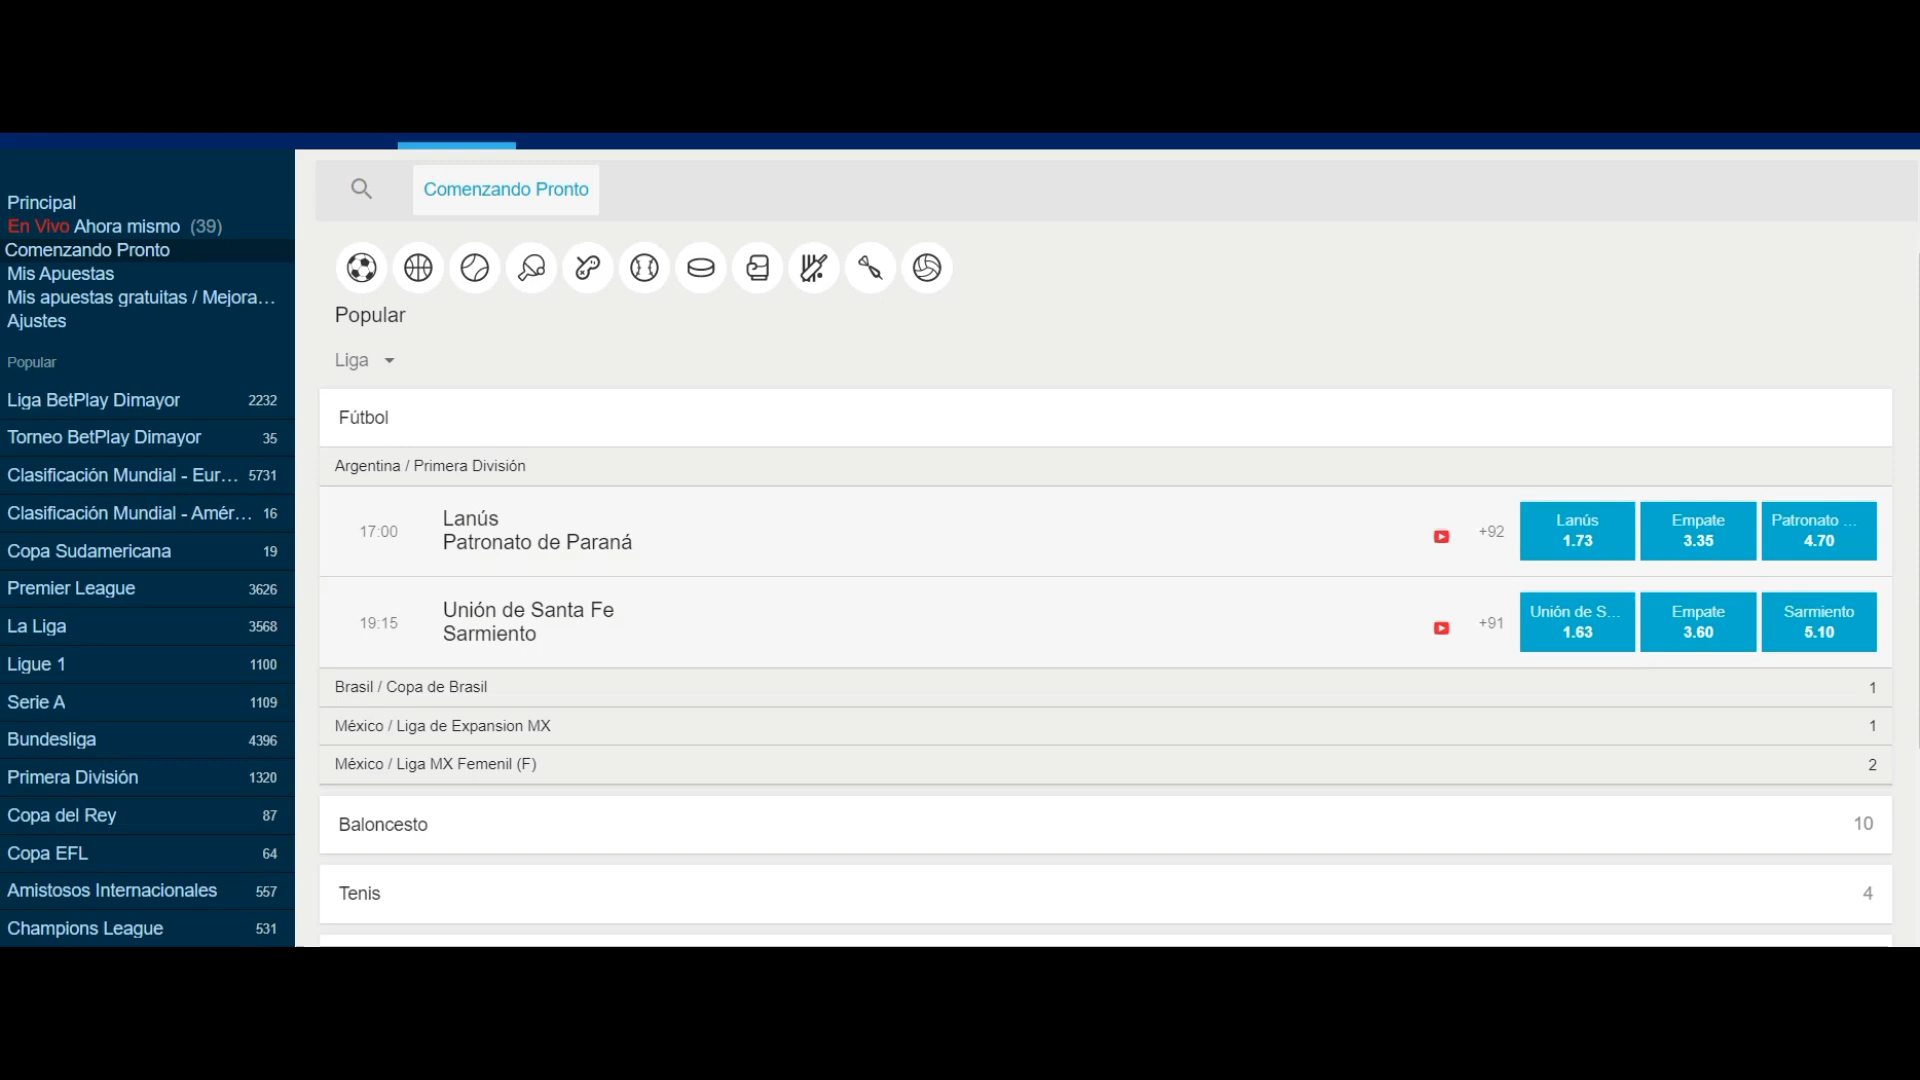 Principal
En Vivo Ahora mismo (39)
Comenzando Pronto
Mis Apuestas
Mis apuestas gratuitas / Mejora...
Ajustes
Popular
Liga BetPlay Dimayor 2232
Torneo BetPlay Dimayor 35
Clasificación Mundial - Eur... 5731
Clasificación Mundial - Amér... 16
Copa Sudamericana 19
Premier League 3626
La Liga 3568
Ligue 1 1100
Serie A 1109
Bundesliga 4396
Primera División 1320
Copa del Rey 87
Copa EFL 64
Amistosos Internacionales 557
Champions League 531
Comenzando Pronto
Popular
Liga
Fútbol
Argentina / Primera División
17:00
Lanús
Patronato de Paraná
+92
Lanús
1.73
Empate
3.35
Patronato ...
4.70
19:15
Unión de Santa Fe
Sarmiento
+91
Unión de S...
1.63
Empate
3.60
Sarmiento
5.10
Brasil / Copa de Brasil 1
México / Liga de Expansion MX 1
México / Liga MX Femenil (F) 2
Baloncesto 10
Tenis 4